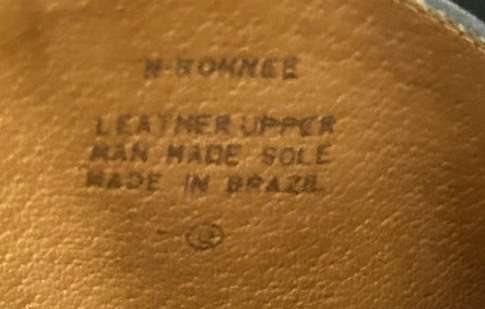 LEATHER UPPER
MAN MADE SOLE
MADE IN BRAZIL